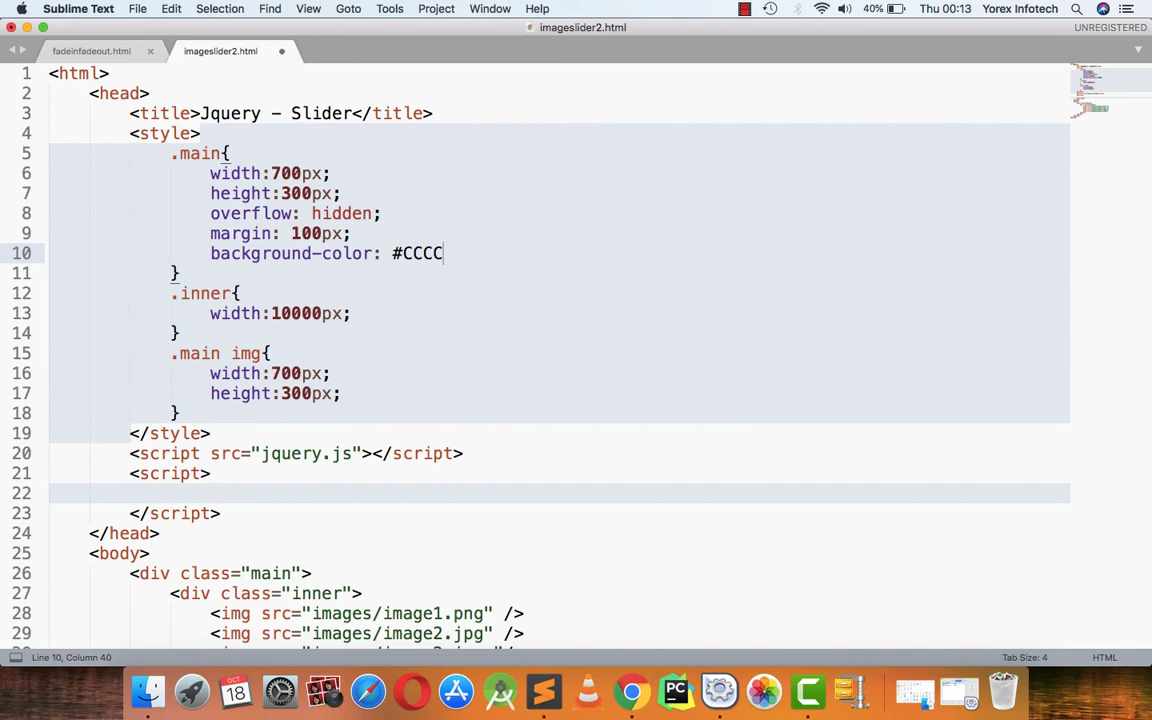 Sublime Text File Edit Selection Find View Goto Tools Project Window Help 40% Thu 00:13 Yorex Infotech
imageslider2.html UNREGISTERED
fadeinfadeout.html imageslider2.html
1 <html>
2 <head>
3 <title>Jquery - Slider</title>
4 <style>
5 .main{
6 width:700px;
7 height:300px;
8 overflow: hidden;
9 margin: 100px;
10 background-color: #CCCC
11 }
12 .inner{
13 width:10000px;
14 }
15 .main img{
16 width:700px;
17 height:300px;
18 }
19 </style>
20 <script src="jquery.js"></script>
21 <script>
22
23 </script>
24 </head>
25 <body>
26 <div class="main">
27 <div class="inner">
28 <img src="images/image1.png" />
29 <img src="images/image2.jpg" />
Line 10, Column 40 Tab Size: 4 HTML
OCT
18 PC